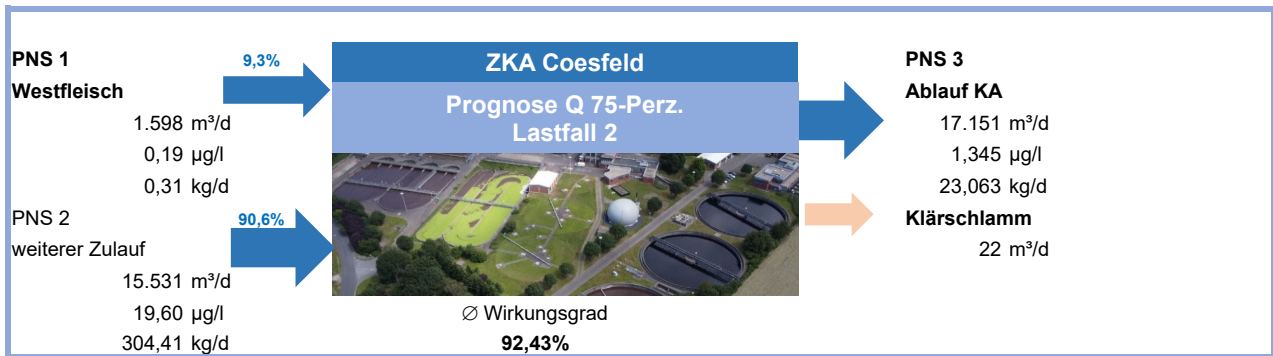 PNS 1
Westfleisch
1.598 m³/d
0,19 µg/l
0,31 kg/d
9,3%
PNS 2
weiterer Zulauf
15.531 m³/d
19,60 µg/l
304,41 kg/d
90,6%
ZKA Coesfeld
Prognose Q 75-Perz.
Lastfall 2
∅ Wirkungsgrad
92,43%
PNS 3
Ablauf KA
17.151 m³/d
1,345 µg/l
23,063 kg/d
Klärschlamm
22 m³/d